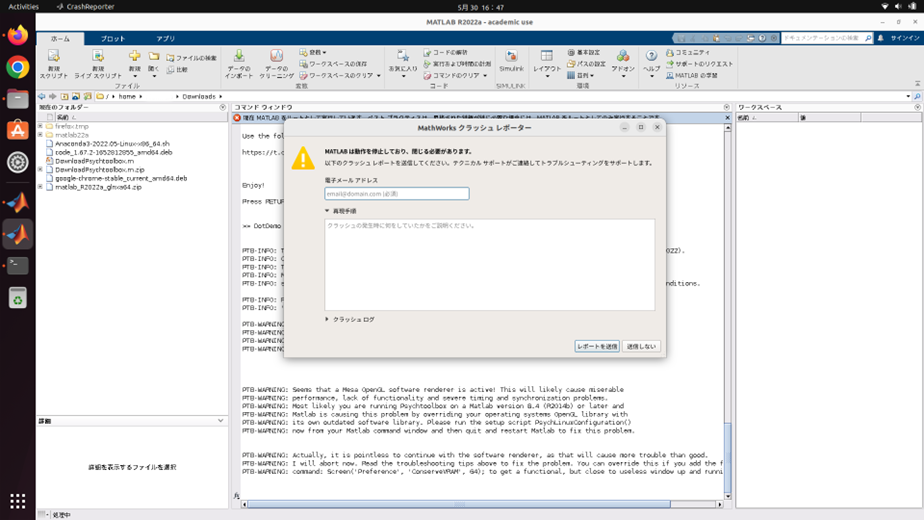 Activities
CrashReporter
5月 30 16:47
MATLAB R2022a - academic use
ホーム
プロット
アプリ
ドキュメンテーションの検索
サインイン
新規
スクリプト
新規
ライブ スクリプト
新規
開く
ファイルの検索
比較
ファイル
データの
インポート
データの
クリーニング
変数
ワークスペースの保存
ワークスペースのクリア
変数
お気に入り
コードの解析
実行および時間の計測
コマンドのクリア
コード
Simulink
SIMULINK
レイアウト
基本設定
パスの設定
並列
アドオン
環境
ヘルプ
コミュニティ
サポートのリクエスト
MATLAB の学習
リソース
/ home
Downloads
現在のフォルダー
名前
firefox.tmp
matlab22a
Anaconda3-2022.05-Linux-x86_64.sh
code_1.67.2-1652812855_amd64.deb
DownloadPsychtoolbox.m
DownloadPsychtoolbox.m.zip
google-chrome-stable_current_amd64.deb
matlab_R2022a_glnxa64.zip
詳細
詳細を表示するファイルを選択
処理中
コマンド ウィンドウ
Use the fol
https://t.c
Enjoy!
Press RETUR
>> DotDemo
PTB-INFO:
PTB-INFO:
PTB-INFO:
PTB-INFO:
PTB-INFO:
PTB-INFO:
PTB-INFO:
PTB-WARNING
PTB-WARNING
PTB-WARNING
PTB-WARNING
PTB-WARNING: Seems that a Mesa OpenGL software renderer is active! This will likely cause miserable
PTB-WARNING: performance, lack of functionality and severe timing and synchronization problems.
PTB-WARNING: Most likely you are running Psychtoolbox on a Matlab version 8.4 (R2014b) or later and
PTB-WARNING: Matlab is causing this problem by overriding your operating systems OpenGL library with
PTB-WARNING: its own outdated software library. Please run the setup script PsychLinuxConfiguration()
PTB-WARNING: now from your Matlab command window and then quit and restart Matlab to fix this problem.
PTB-WARNING: Actually, it is pointless to continue with the software renderer, as that will cause more trouble than good.
PTB-WARNING: I will abort now. Read the troubleshooting tips above to fix the problem. You can override this if you add the f
PTB-WARNING: command: Screen('Preference', 'ConserveVRAM', 64); to get a functional, but close to useless window up and runni
ワークスペース
名前
値
MathWorks クラッシュ レポーター
MATLAB は動作を停止しており、閉じる必要があります。
以下のクラッシュ レポートを送信してください。テクニカル サポートがご連絡してトラブルシューティングをサポートします。
電子メール アドレス
email@domain.com (必須)
再現手順
クラッシュの発生時に何をしていたかをご説明ください。
クラッシュ ログ
レポートを送信
送信しない